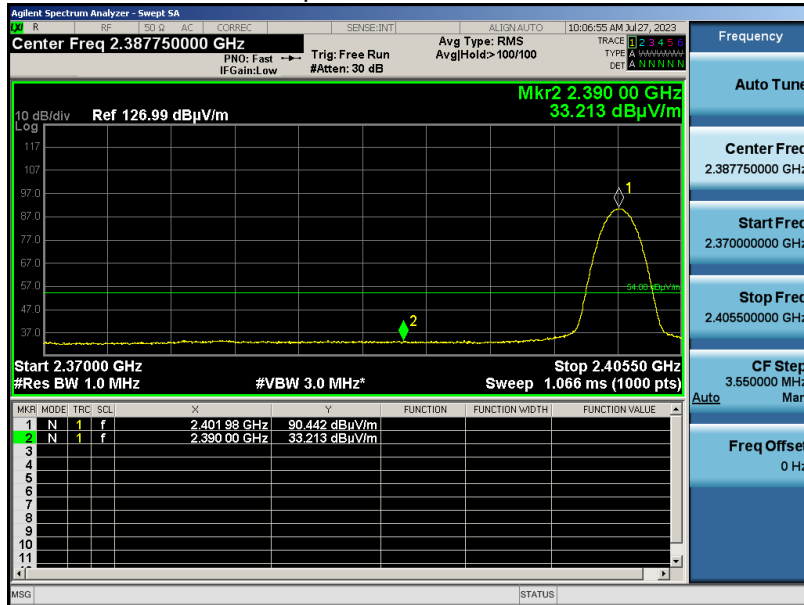 Agilent Spectrum Analyzer - Swept SA
LXI R RF 50 Ω AC CORREC SENSE:INT ALIGN AUTO 10:06:55 AM Jul 27, 2023
Center Freq 2.387750000 GHz
PNO: Fast
IFGain:Low
Trig: Free Run
#Atten: 30 dB
Avg Type: RMS
Avg|Hold:>100/100
TRACE 1 2 3 4 5 6
TYPE A
DET A N N N N N
Mkr2 2.390 00 GHz
33.213 dBµV/m
10 dB/div Ref 126.99 dBµV/m
Log
117
107
97.0
87.0
77.0
67.0
57.0
47.0
37.0
1
54.00 dBµV/m
2
Start 2.37000 GHz Stop 2.40550 GHz
#Res BW 1.0 MHz #VBW 3.0 MHz* Sweep 1.066 ms (1000 pts)
MKR MODE TRC SCL X Y FUNCTION FUNCTION WIDTH FUNCTION VALUE
1 N 1 f 2.401 98 GHz 90.442 dBµV/m
2 N 1 f 2.390 00 GHz 33.213 dBµV/m
3
4
5
6
7
8
9
10
11
MSG STATUS
Frequency
Auto Tune
Center Freq
2.387750000 GHz
Start Freq
2.370000000 GHz
Stop Freq
2.405500000 GHz
CF Step
3.550000 MHz
Auto Man
Freq Offset
0 Hz